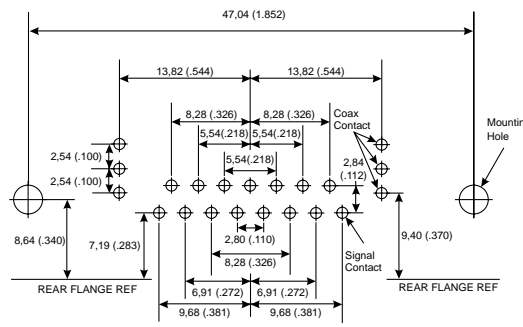 47,04 (1.852)
13,82 (.544) 13,82 (.544)
8,28 (.326) 8,28 (.326)
Coax
Contact
Mounting
Hole
5,54(.218) 5,54(.218)
2,54 (.100)
5,54(.218)
2,84
(.112)
2,54 (.100)
8,64 (.340)
7,19 (.283)
2,80 (.110)
9,40 (.370)
8,28 (.326)
Signal
Contact
REAR FLANGE REF
6,91 (.272) 6,91 (.272)
REAR FLANGE REF
9,68 (.381) 9,68 (.381)